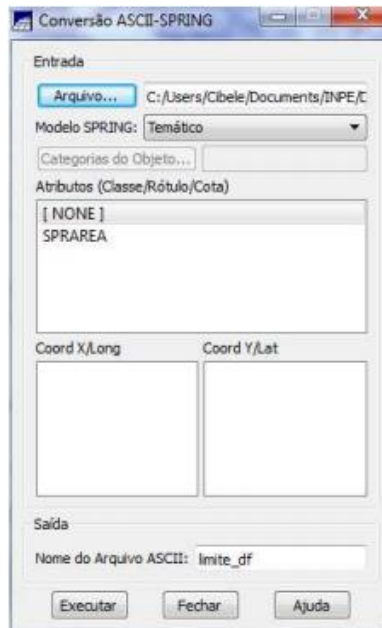 Conversão ASCII-SPRING
Entrada
Arquivo... C:/Users/Cibele/Documents/INPE/
Modelo SPRING: Temático
Categorias do Objeto...
Atributos (Classe/Rótulo/Cota)
[ NONE ]
SPRAREA
Coord X/Long Coord Y/Lat
Saída
Nome do Arquivo ASCII: limite_df
Executar Fechar Ajuda